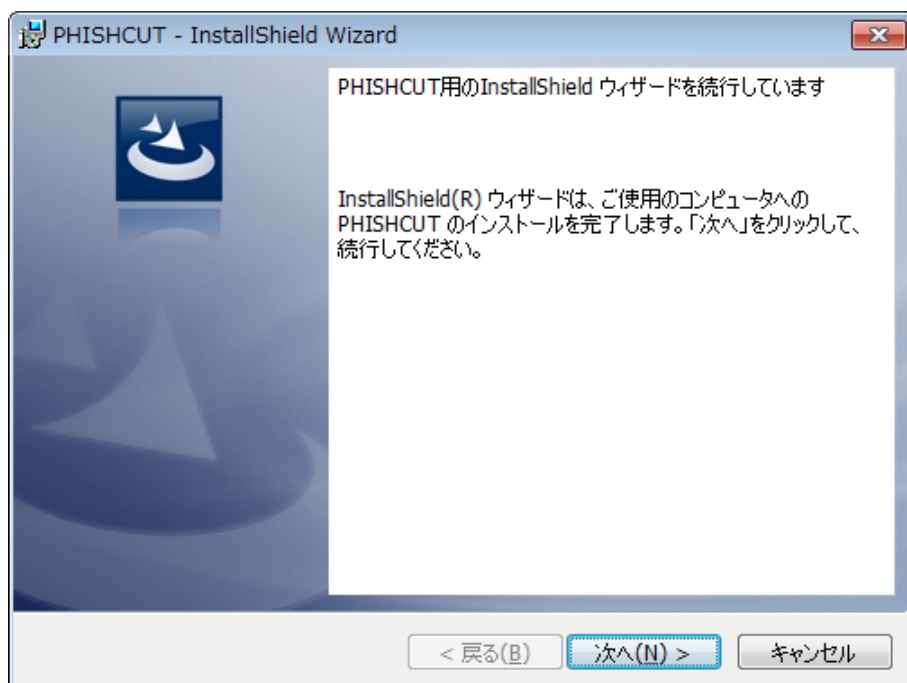 PHISHCUT - InstallShield Wizard
PHISHCUT用のInstallShield ウィザードを続行しています
InstallShield(R) ウィザードは、ご使用のコンピュータへの
PHISHCUT のインストールを完了します。「次へ」をクリックして、
続行してください。
< 戻る(B)
次へ(N) >
キャンセル